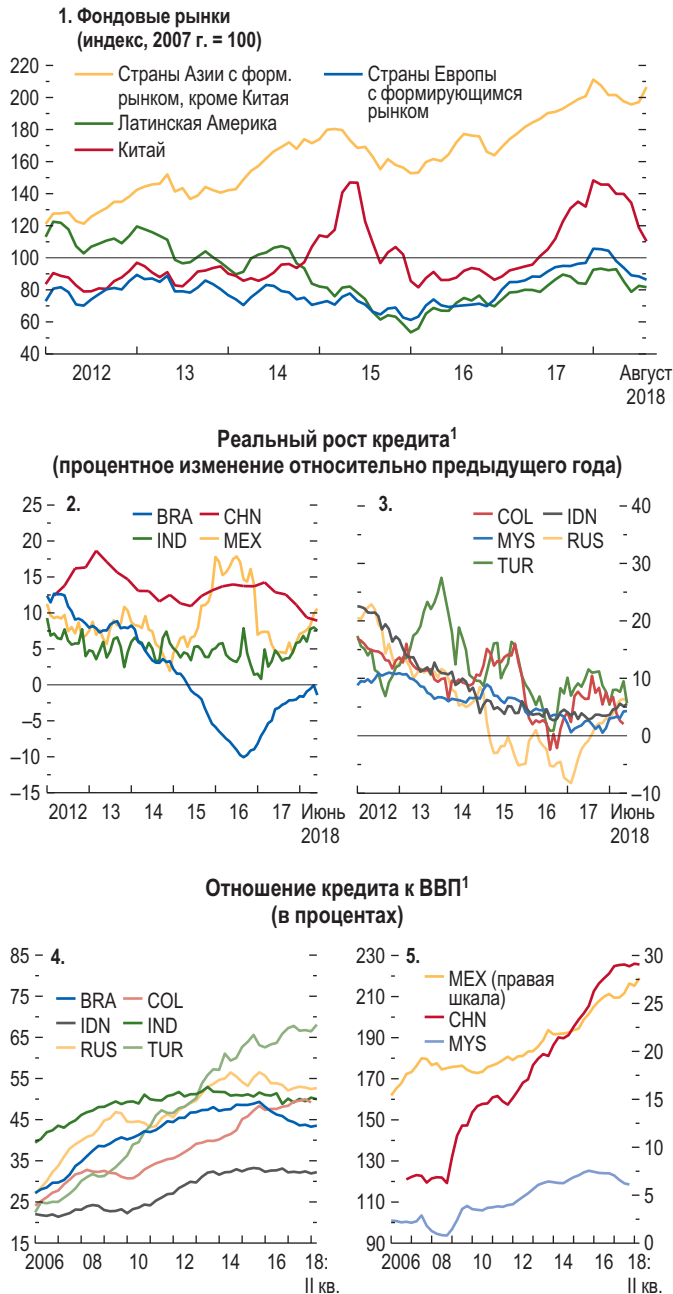 1. Фондовые рынки
(индекс, 2007 г. = 100)
Страны Азии с форм.
рынком, кроме Китая
Латинская Америка
Китай
Страны Европы
с формирующимся
рынком
220
200
180
160
140
120
100
80
60
40
2012 13 14 15 16 17 Август
2018
Реальный рост кредита¹
(процентное изменение относительно предыдущего года)
2.
BRA CHN
IND MEX
25
20
15
10
5
0
–5
–10
–15
2012 13 14 15 16 17 Июнь
2018
3.
COL IDN
MYS RUS
TUR
40
30
20
10
0
–10
2012 13 14 15 16 17 Июнь
2018
Отношение кредита к ВВП¹
(в процентах)
4.
BRA COL
IDN IND
RUS TUR
85
75
65
55
45
35
25
15
2006 08 10 12 14 16 18:
II кв.
5.
MEX (правая
шкала)
CHN
MYS
230
210
190
170
150
130
110
90
30
25
20
15
10
5
0
2006 08 10 12 14 16 18:
II кв.